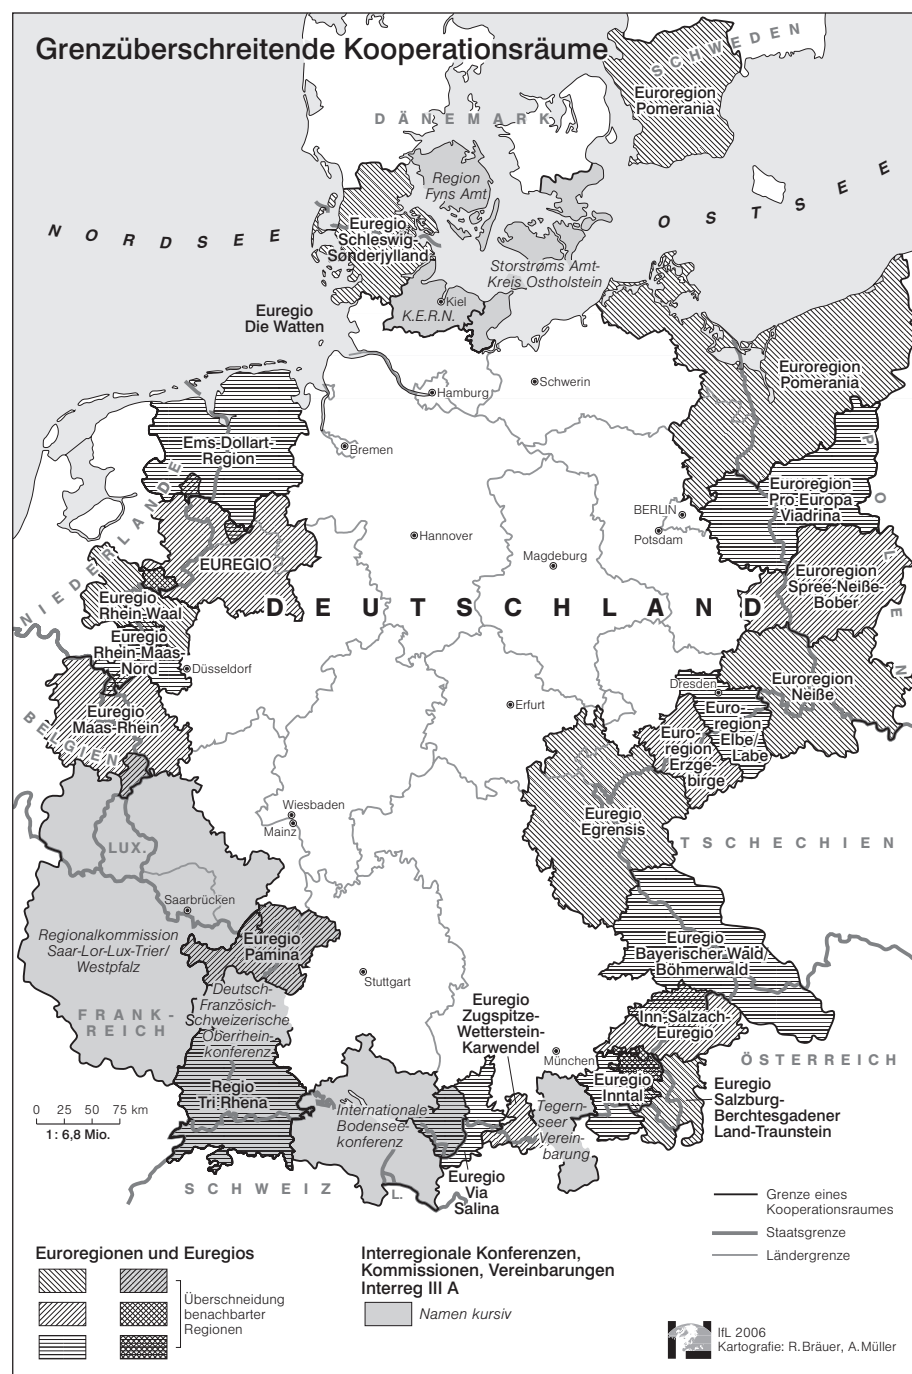 Grenzüberschreitende Kooperationsräume
SCHWEDEN
Euroregion
Pomerania
DÄNEMARK
Region
Fyns Amt
OSTSEE
NORDSEE
Euregio
Schleswig-
Sønderjylland
Storstrøms Amt-
Kreis Ostholstein
Kiel
K.E.R.N.
Euregio
Die Watten
Euroregion
Pomerania
Schwerin
Hamburg
Ems-Dollart-
Region
Bremen
POLEN
Euroregion
Pro Europa
Viadrina
BERLIN
Potsdam
NIEDERLANDE
Hannover
Magdeburg
EUREGIO
Euroregion
Spree-Neiße-
Bober
Euregio
Rhein-Waal
DEUTSCHLAND
Euregio
Rhein-Maas-
Nord
Düsseldorf
Dresden
Euroregion
Neiße
BELGIEN
Euregio
Maas-Rhein
Erfurt
Euro-
region
Elbe/
Labe
Euro-
region
Erzge-
birge
Wiesbaden
Mainz
Euregio
Egrensis
TSCHECHIEN
LUX.
Saarbrücken
Regionalkommission
Saar-Lor-Lux-Trier/
Westpfalz
Euregio
Pamina
Euregio
Bayerischer Wald/
Böhmerwald
Stuttgart
Deutsch-
Französich-
Schweizerische
Oberrhein-
konferenz
FRANK-
REICH
Euregio
Zugspitze-
Wetterstein-
Karwendel
Inn-Salzach-
Euregio
München
ÖSTERREICH
Regio
Tri Rhena
Euregio
Inntal
Euregio
Salzburg-
Berchtesgadener
Land-Traunstein
Internationale
Bodensee-
konferenz
Tegern-
seer
Verein-
barung
0 25 50 75 km
1 : 6,8 Mio.
Euregio
Via
Salina
SCHWEIZ
L.
Grenze eines
Kooperationsraumes
Staatsgrenze
Ländergrenze
Euroregionen und Euregios
Überschneidung
benachbarter
Regionen
Interregionale Konferenzen,
Kommissionen, Vereinbarungen
Interreg III A
Namen kursiv
IfL 2006
Kartografie: R.Bräuer, A.Müller